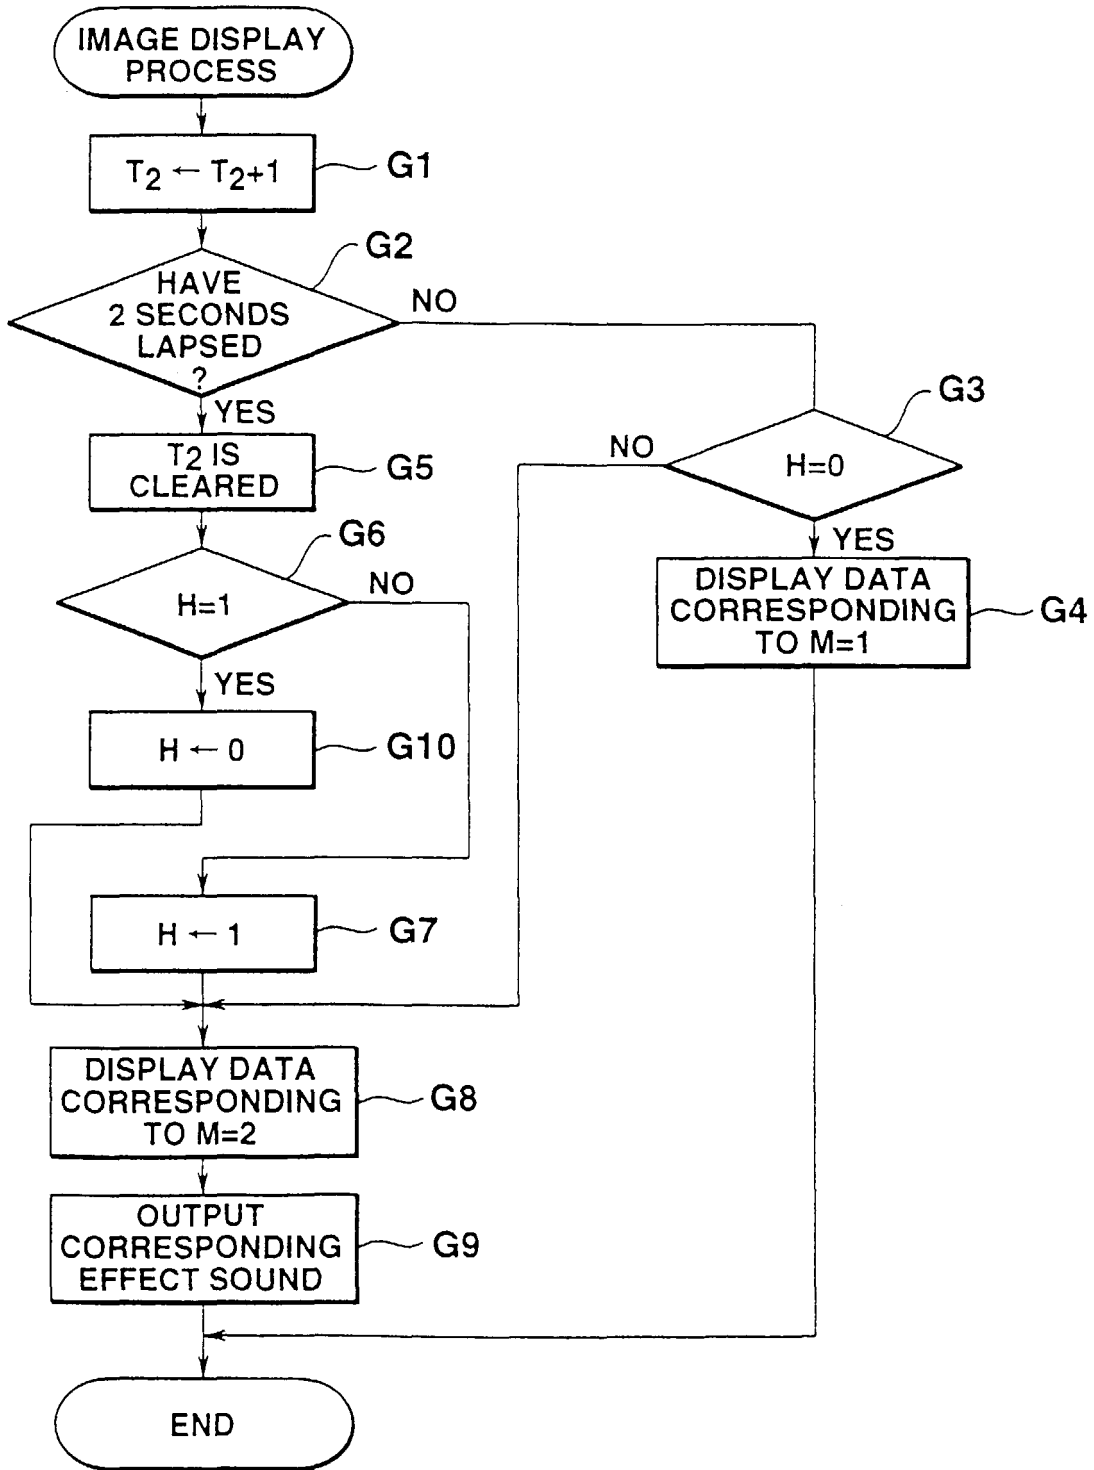 IMAGE DISPLAY
PROCESS
T2 ← T2+1
G1
HAVE
2 SECONDS
LAPSED
?
G2
NO
YES
G3
H=0
NO
YES
T2 IS
CLEARED
G5
DISPLAY DATA
CORRESPONDING
TO M=1
G4
G6
H=1
NO
YES
H ← 0
G10
H ← 1
G7
DISPLAY DATA
CORRESPONDING
TO M=2
G8
OUTPUT
CORRESPONDING
EFFECT SOUND
G9
END